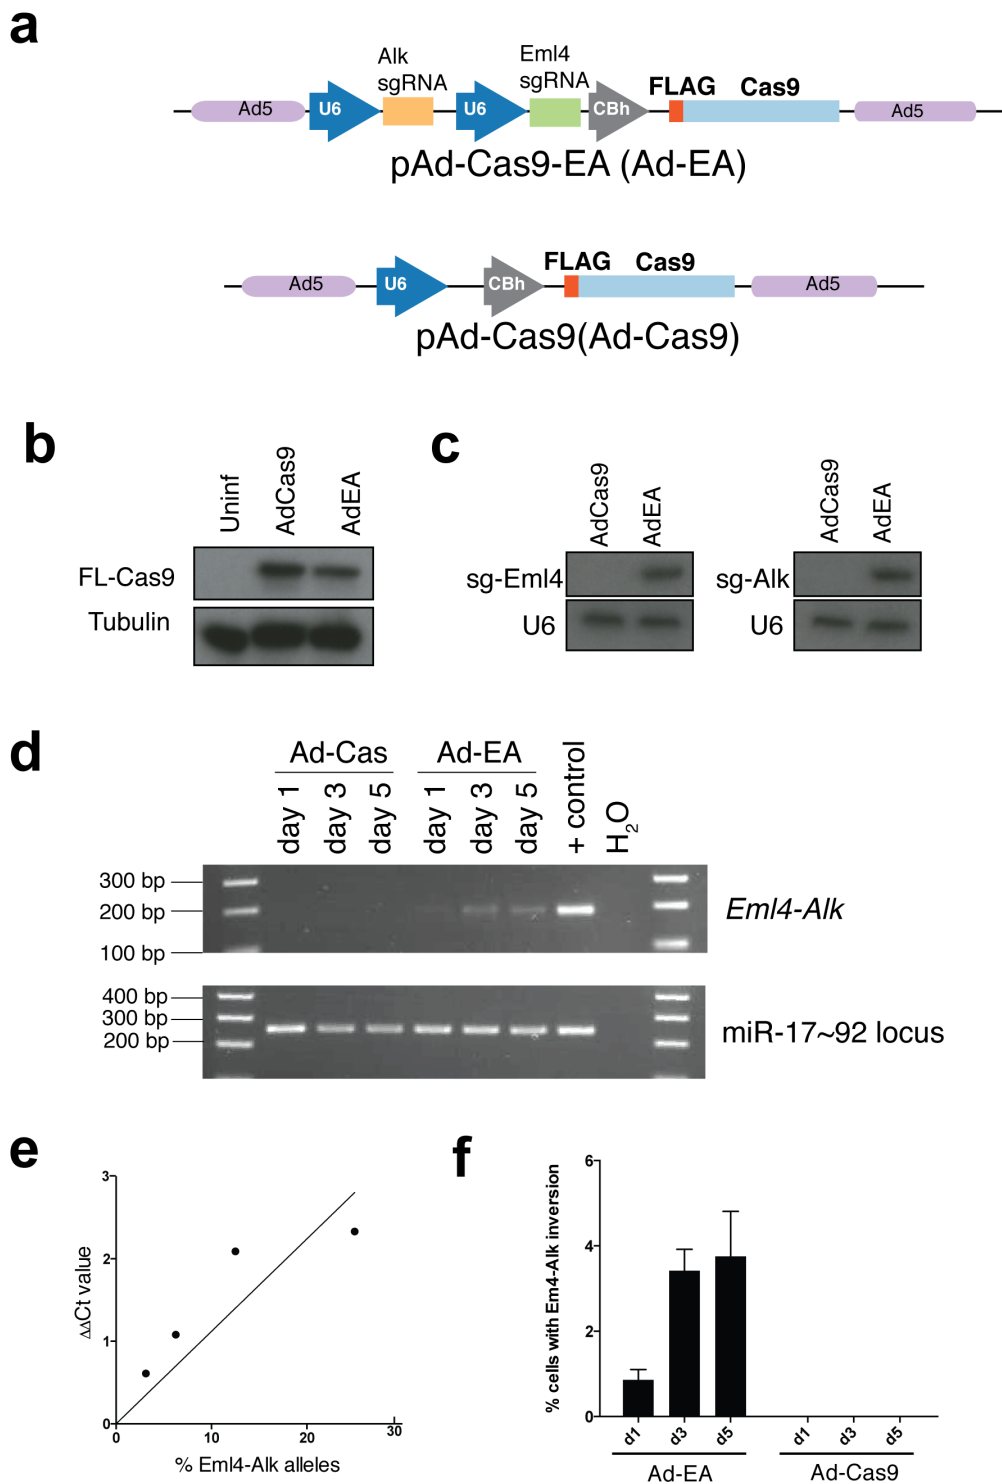 a
Alk
sgRNA
Eml4
sgRNA
FLAG Cas9
Ad5 U6 U6 CBh Ad5
pAd-Cas9-EA (Ad-EA)
FLAG Cas9
Ad5 U6 CBh Ad5
pAd-Cas9(Ad-Cas9)
b
Uninf
AdCas9
AdEA
FL-Cas9
Tubulin
c
AdCas9
AdEA
sg-Eml4
U6
AdCas9
AdEA
sg-Alk
U6
d
Ad-Cas
Ad-EA
day 1
day 3
day 5
day 1
day 3
day 5
+ control
H2O
300 bp
200 bp
100 bp
Eml4-Alk
400 bp
300 bp
200 bp
miR-17~92 locus
e
ΔΔCt value
3
2
1
0
0 10 20 30
% Eml4-Alk alleles
f
% cells with Em4-Alk inversion
6
4
2
0
d1 d3 d5 d1 d3 d5
Ad-EA Ad-Cas9